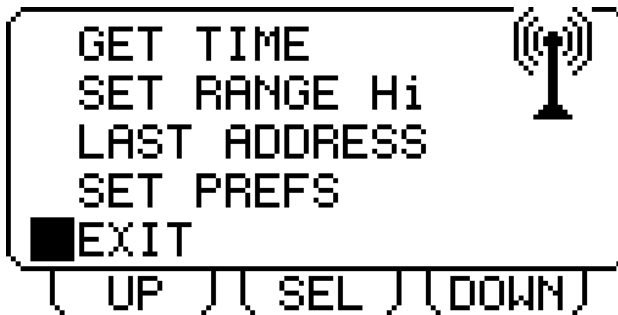 GET TIME
SET RANGE Hi
LAST ADDRESS
SET PREFS
EXIT
UP SEL DOWN